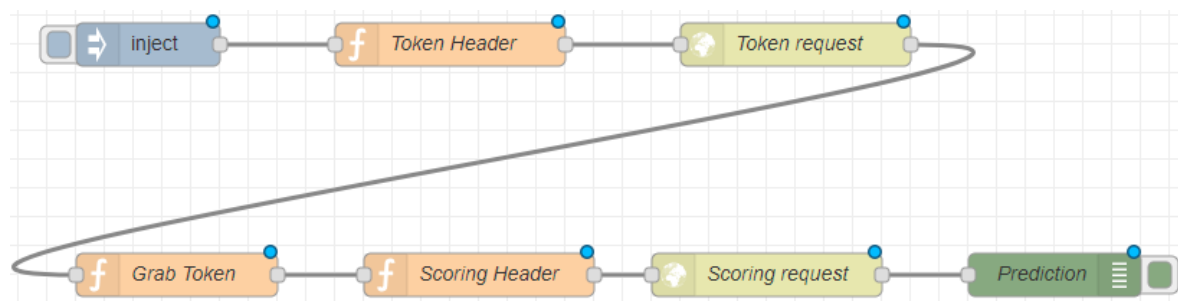 inject
Token Header
Token request
Grab Token
Scoring Header
Scoring request
Prediction